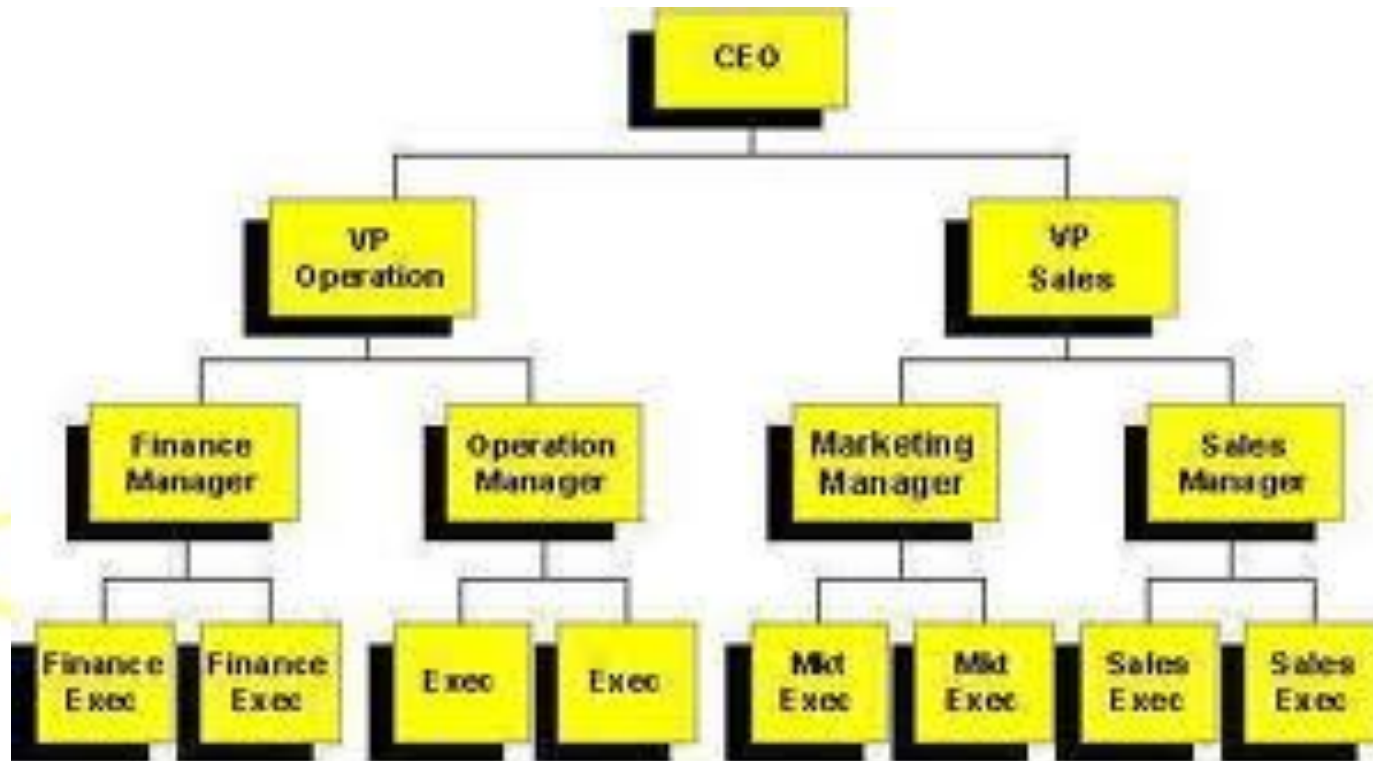 CEO
VP
Operation
VP
Sales
Finance
Manager
Operation
Manager
Marketing
Manager
Sales
Manager
Finance
Exec
Finance
Exec
Exec
Exec
Mkt
Exec
Mkt
Exec
Sales
Exec
Sales
Exec